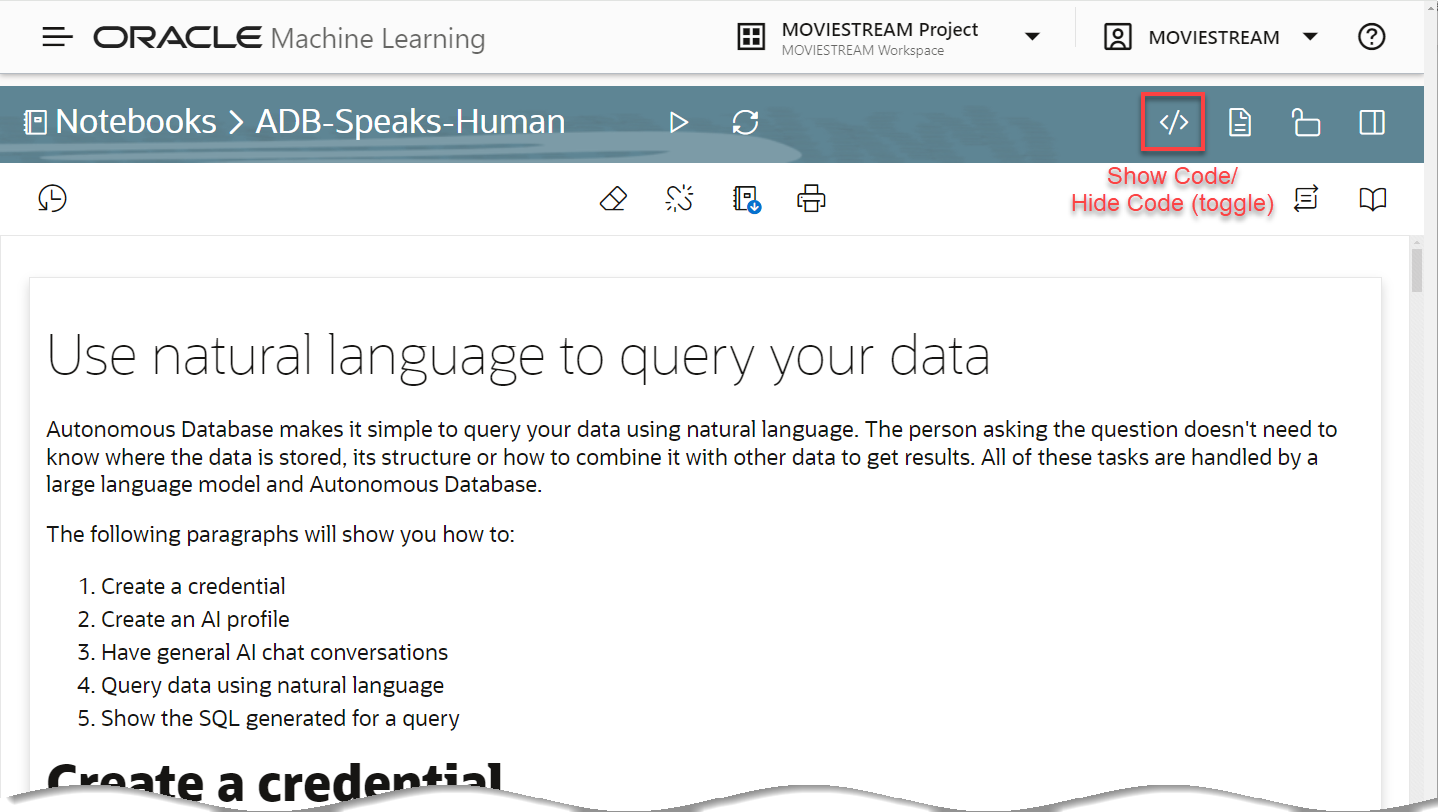 ORACLE Machine Learning
MOVIESTREAM Project
MOVIESTREAM Workspace
MOVIESTREAM
Notebooks > ADB-Speaks-Human
Show Code/
Hide Code (toggle)
Use natural language to query your data
Autonomous Database makes it simple to query your data using natural language. The person asking the question doesn't need to
know where the data is stored, its structure or how to combine it with other data to get results. All of these tasks are handled by a
large language model and Autonomous Database.
The following paragraphs will show you how to:
1. Create a credential
2. Create an AI profile
3. Have general AI chat conversations
4. Query data using natural language
5. Show the SQL generated for a query
Create a credential